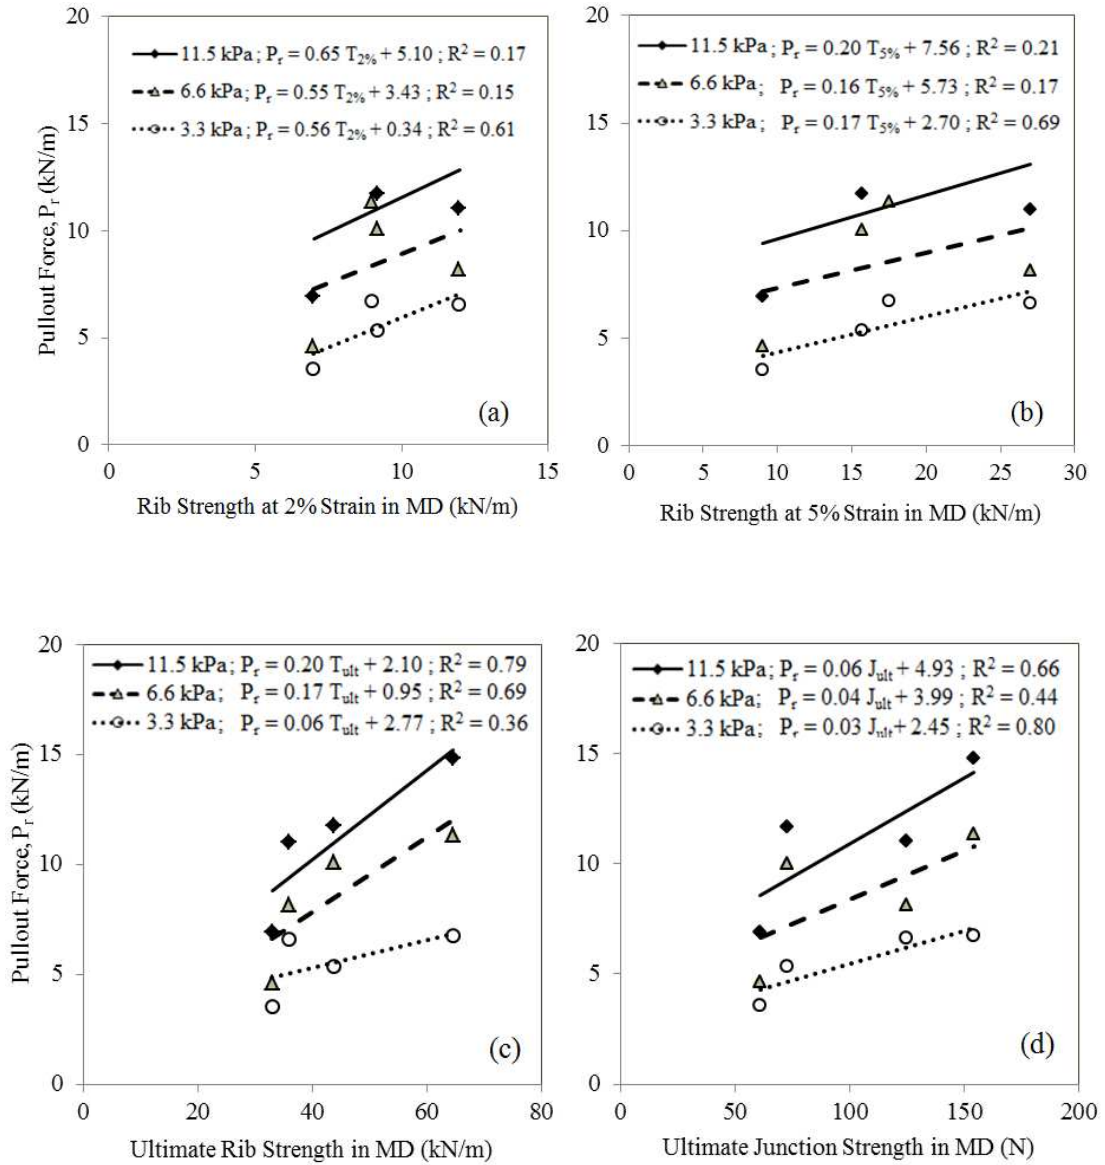 20
15
10
5
0
0
5
10
15
Pullout Force, Pr (kN/m)
11.5 kPa ; Pr = 0.65 T2% + 5.10 ; R2 = 0.17
6.6 kPa ; Pr = 0.55 T2% + 3.43 ; R2 = 0.15
3.3 kPa ; Pr = 0.56 T2% + 0.34 ; R2 = 0.61
(a)
Rib Strength at 2% Strain in MD (kN/m)
20
15
10
5
0
0
5
10
15
20
25
30
11.5 kPa ; Pr = 0.20 T5% + 7.56 ; R2 = 0.21
6.6 kPa; Pr = 0.16 T5% + 5.73 ; R2 = 0.17
3.3 kPa; Pr = 0.17 T5% + 2.70 ; R2 = 0.69
(b)
Rib Strength at 5% Strain in MD (kN/m)
20
15
10
5
0
0
20
40
60
80
Pullout Force, Pr (kN/m)
11.5 kPa ; Pr = 0.20 Tult + 2.10 ; R2 = 0.79
6.6 kPa ; Pr = 0.17 Tult + 0.95 ; R2 = 0.69
3.3 kPa ; Pr = 0.06 Tult + 2.77 ; R2 = 0.36
(c)
Ultimate Rib Strength in MD (kN/m)
20
15
10
5
0
0
50
100
150
200
11.5 kPa ; Pr = 0.06 Jult + 4.93 ; R2 = 0.66
6.6 kPa; Pr = 0.04 Jult + 3.99 ; R2 = 0.44
3.3 kPa; Pr = 0.03 Jult + 2.45 ; R2 = 0.80
(d)
Ultimate Junction Strength in MD (N)